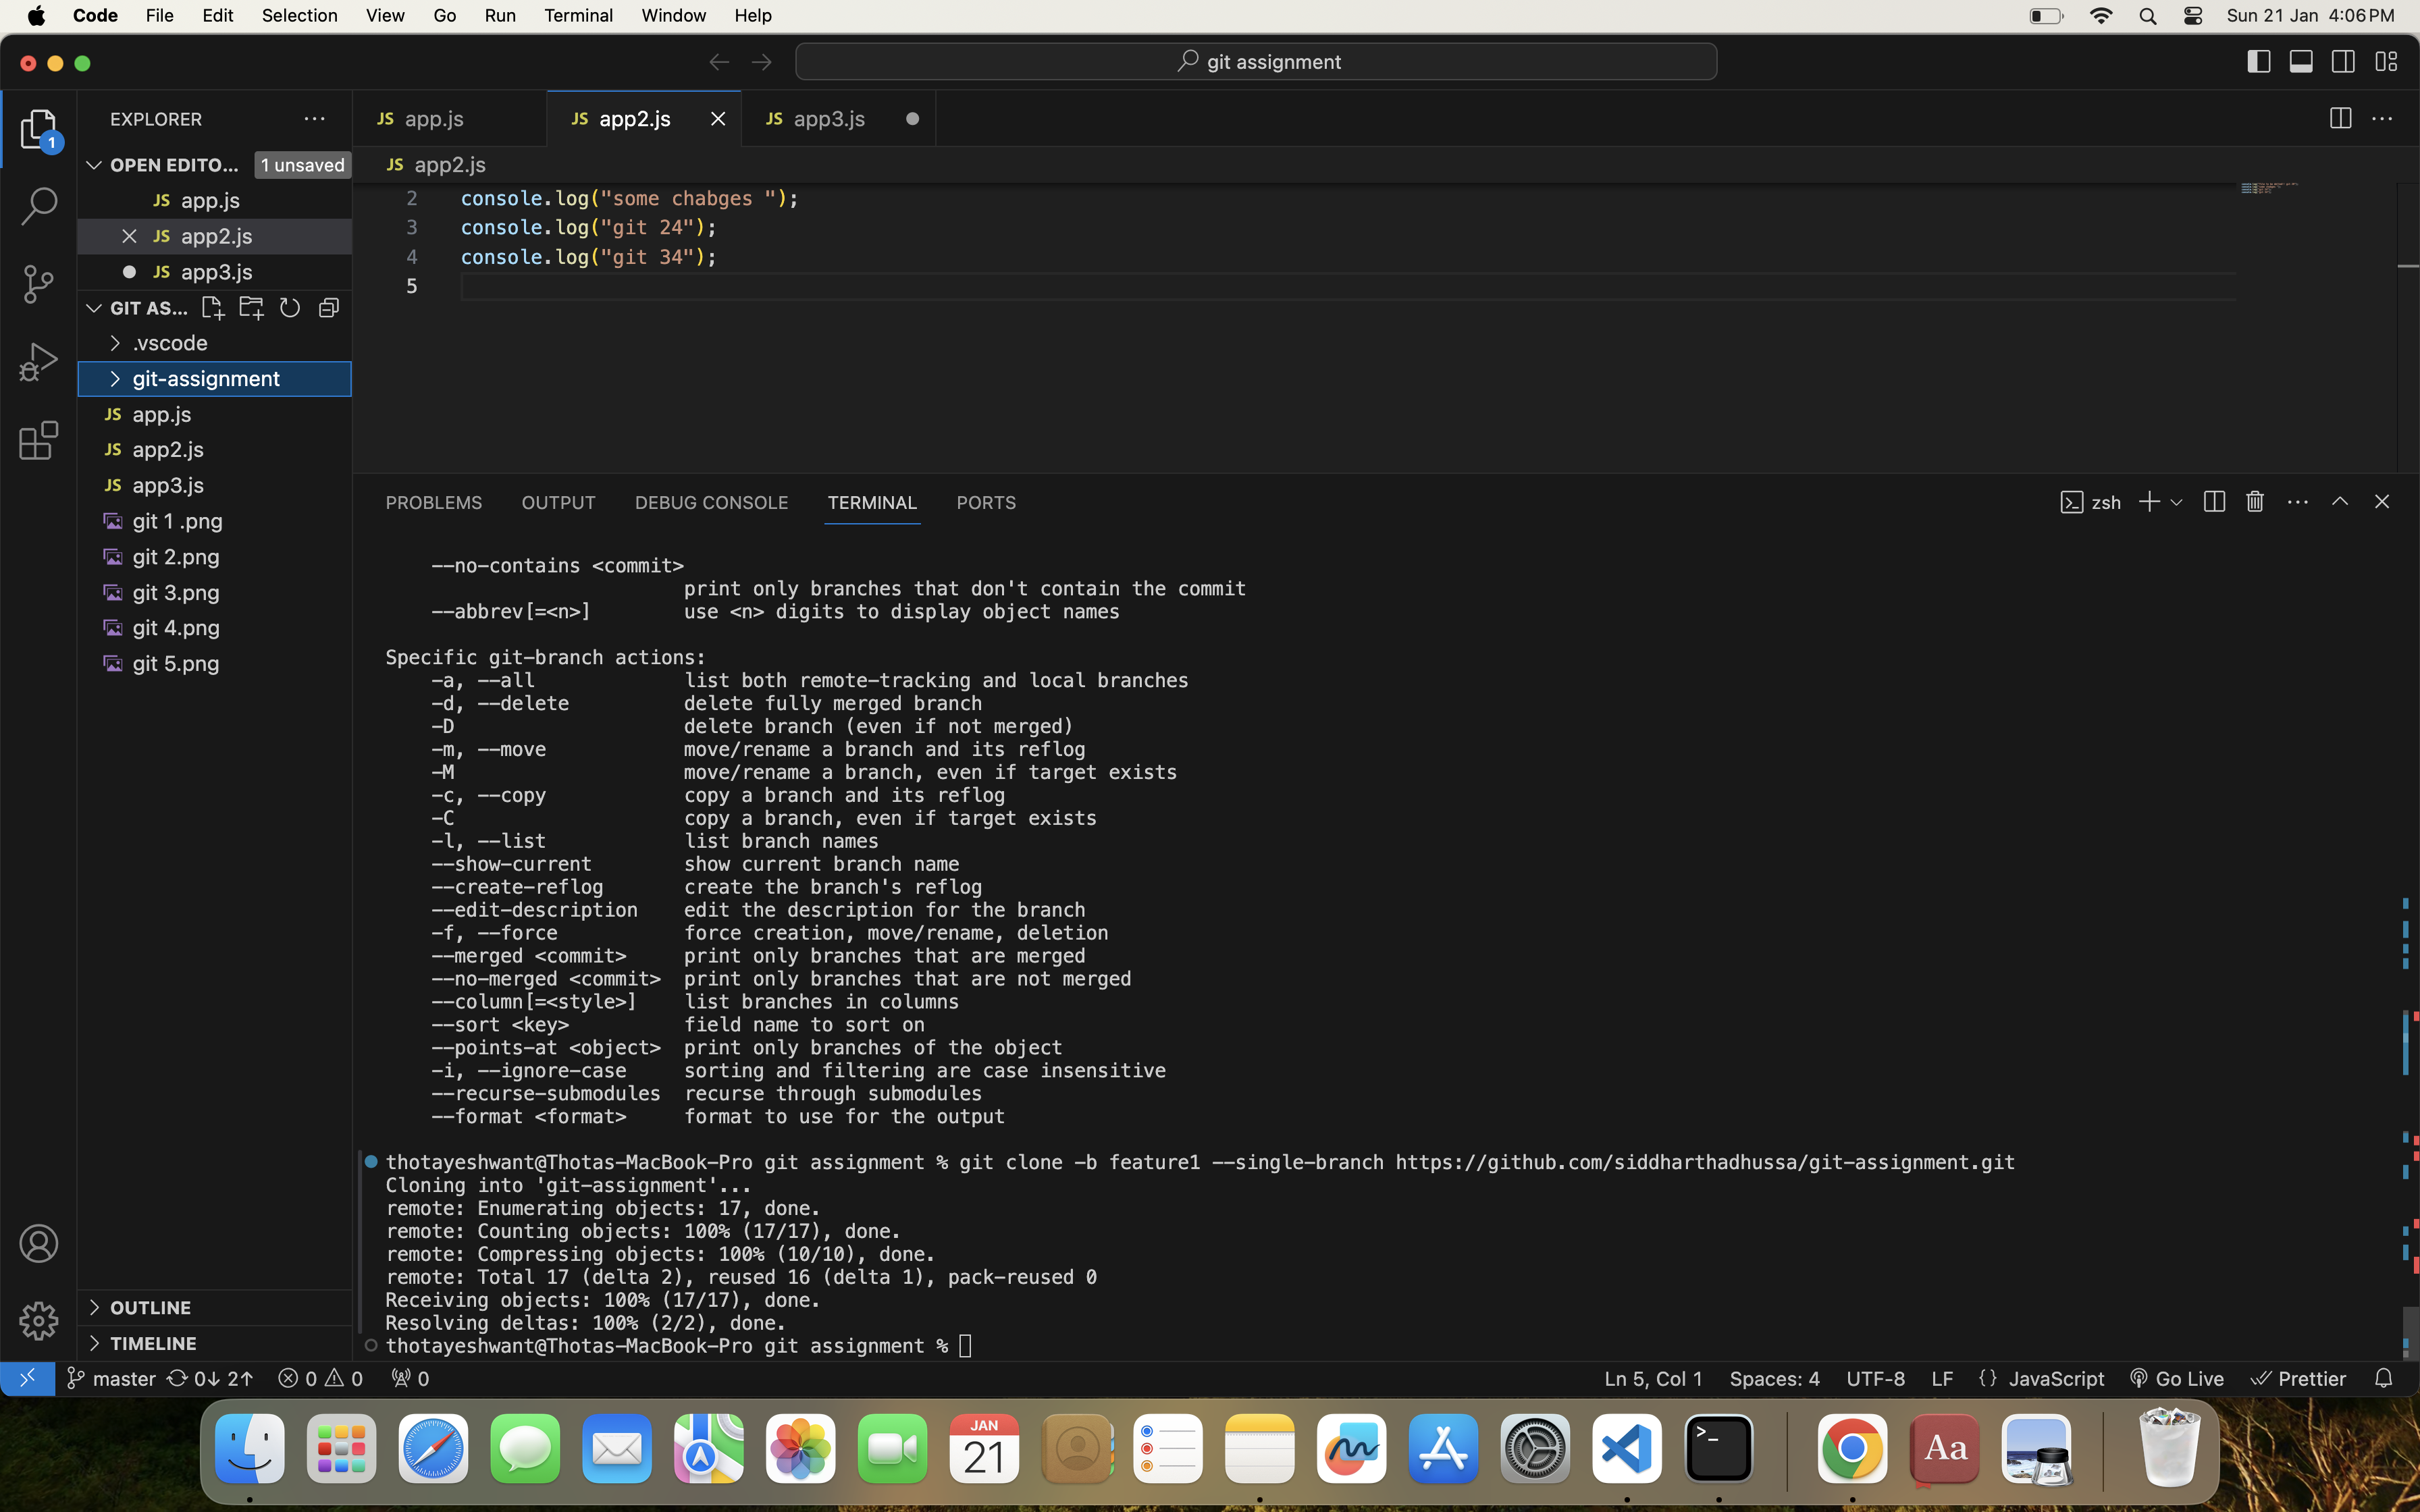 Code File Edit Selection View Go Run Terminal Window Help Sun 21 Jan 4:06 PM
git assignment
EXPLORER
OPEN EDITO... 1 unsaved
JS app.js
JS app2.js
JS app3.js
GIT AS...
.vscode
git-assignment
JS app.js
JS app2.js
JS app3.js
git 1 .png
git 2.png
git 3.png
git 4.png
git 5.png
OUTLINE
TIMELINE
1
JS app.js JS app2.js JS app3.js
JS app2.js
2 console.log("some chabges ");
3 console.log("git 24");
4 console.log("git 34");
5
PROBLEMS OUTPUT DEBUG CONSOLE TERMINAL PORTS zsh
--no-contains <commit>
print only branches that don't contain the commit
--abbrev[=<n>] use <n> digits to display object names
Specific git-branch actions:
-a, --all list both remote-tracking and local branches
-d, --delete delete fully merged branch
-D delete branch (even if not merged)
-m, --move move/rename a branch and its reflog
-M move/rename a branch, even if target exists
-c, --copy copy a branch and its reflog
-C copy a branch, even if target exists
-l, --list list branch names
--show-current show current branch name
--create-reflog create the branch's reflog
--edit-description edit the description for the branch
-f, --force force creation, move/rename, deletion
--merged <commit> print only branches that are merged
--no-merged <commit> print only branches that are not merged
--column[=<style>] list branches in columns
--sort <key> field name to sort on
--points-at <object> print only branches of the object
-i, --ignore-case sorting and filtering are case insensitive
--recurse-submodules recurse through submodules
--format <format> format to use for the output
thotayeshwant@Thotas-MacBook-Pro git assignment % git clone -b feature1 --single-branch https://github.com/siddharthadhussa/git-assignment.git
Cloning into 'git-assignment'...
remote: Enumerating objects: 17, done.
remote: Counting objects: 100% (17/17), done.
remote: Compressing objects: 100% (10/10), done.
remote: Total 17 (delta 2), reused 16 (delta 1), pack-reused 0
Receiving objects: 100% (17/17), done.
Resolving deltas: 100% (2/2), done.
thotayeshwant@Thotas-MacBook-Pro git assignment %
master 0↓ 2↑ 0 0 0 Ln 5, Col 1 Spaces: 4 UTF-8 LF {} JavaScript Go Live Prettier
JAN
21
Aa